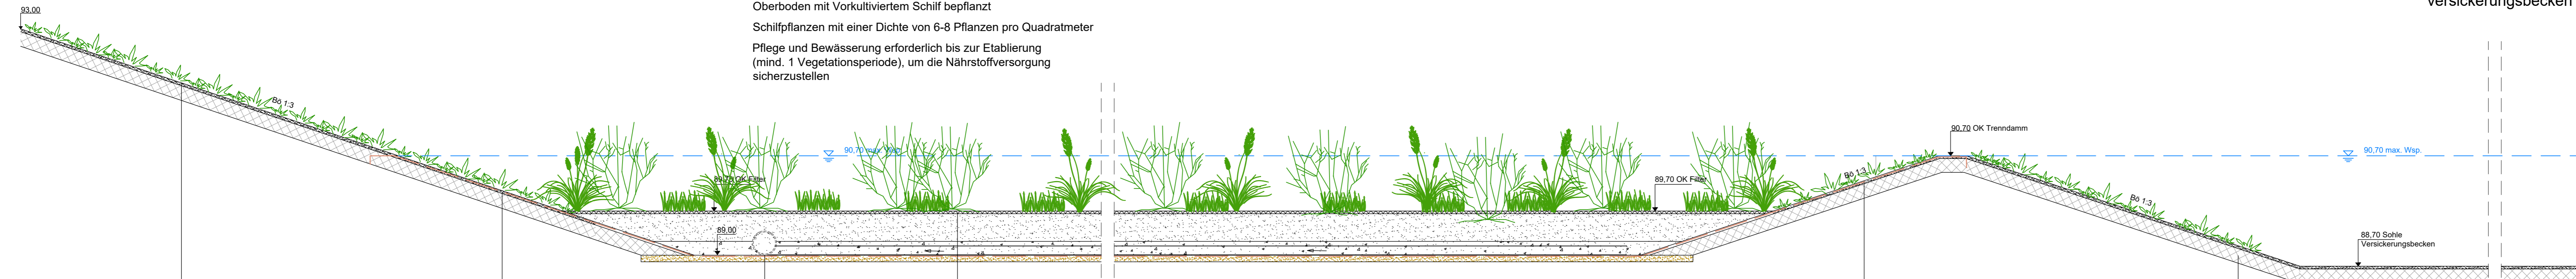 Versickerungsbecken
Oberboden mit Vorkultiviertem Schilf bepflanzt
93,00
Schilfpflanzen mit einer Dichte von 6-8 Pflanzen pro Quadratmeter
Pflege und Bewässerung erforderlich bis zur Etablierung
(mind. 1 Vegetationsperiode), um die Nährstoffversorgung
sicherzustellen
Bö 1:3
90,70 OK Trenndamm
90,70 max. Wsp.
90,70 max. Wsp.
Bö 1:3
89,70 OK Filter
89,70 OK Filter
Bö 1:3
89,00
88,70 Sohle
Versickerungsbecken